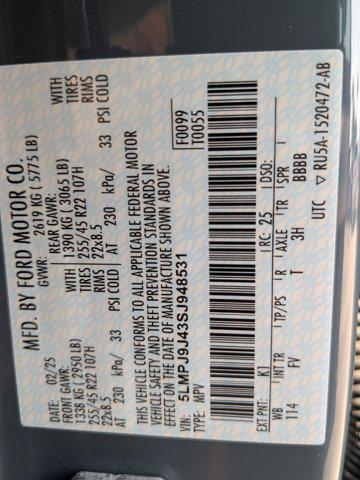 MFD. BY FORD MOTOR CO.
DATE: 02/25
GVWR: 2619 KG ( 5775 LB)
FRONT GAWR:
1338 KG ( 2950 LB)
255/45 R22 107H
22x8.5
AT 230 kPa/ 33
REAR GAWR:
1390 KG ( 3065 LB)
255/45 R22 107H
22x8.5
AT 230 kPa/ 33
WITH
TIRES
RIMS
PSI COLD
WITH
TIRES
RIMS
PSI COLD
THIS VEHICLE CONFORMS TO ALL APPLICABLE FEDERAL MOTOR
VEHICLE SAFETY AND THEFT PREVENTION STANDARDS IN
EFFECT ON THE DATE OF MANUFACTURE SHOWN ABOVE.
VIN: 5LMPJ9J43SJ948531
TYPE: MPV
F0099
T0055
EXT PNT: KI RC: 25 DSO:
WB INT TR TP/PS R AXLE TR SPR
114 FV T 3H BBBB
UTC ▽ RU5A-1520472-AB